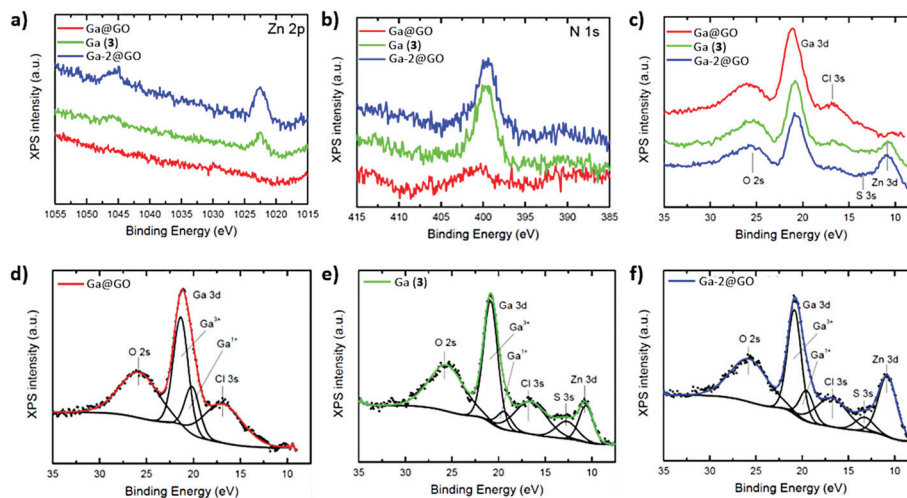 a)
Zn 2p
Ga@GO
Ga (3)
Ga-2@GO
XPS intensity (a.u.)
1055 1050 1045 1040 1035 1030 1025 1020 1015
Binding Energy (eV)
b)
N 1s
Ga@GO
Ga (3)
Ga-2@GO
XPS intensity (a.u.)
415 410 405 400 395 390 385
Binding Energy (eV)
c)
Ga@GO
Ga (3)
Ga-2@GO
Ga 3d
Cl 3s
O 2s
Zn 3d
S 3s
XPS intensity (a.u.)
35 30 25 20 15 10
Binding Energy (eV)
d)
Ga@GO
Ga 3d
Ga3+
O 2s
Ga1+
Cl 3s
XPS intensity (a.u.)
35 30 25 20 15 10
Binding Energy (eV)
e)
Ga (3)
Ga 3d
Ga3+
O 2s
Ga1+
Cl 3s
Zn 3d
S 3s
XPS intensity (a.u.)
35 30 25 20 15 10
Binding Energy (eV)
f)
Ga-2@GO
Ga 3d
Ga3+
O 2s
Ga1+
Zn 3d
Cl 3s
S 3s
XPS intensity (a.u.)
35 30 25 20 15 10
Binding Energy (eV)